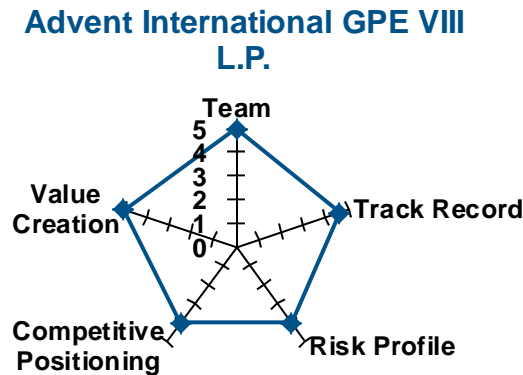 Advent International GPE VIII
L.P.
Team
5
4
3
2
1
0
Value
Creation
Track Record
Competitive
Positioning
Risk Profile